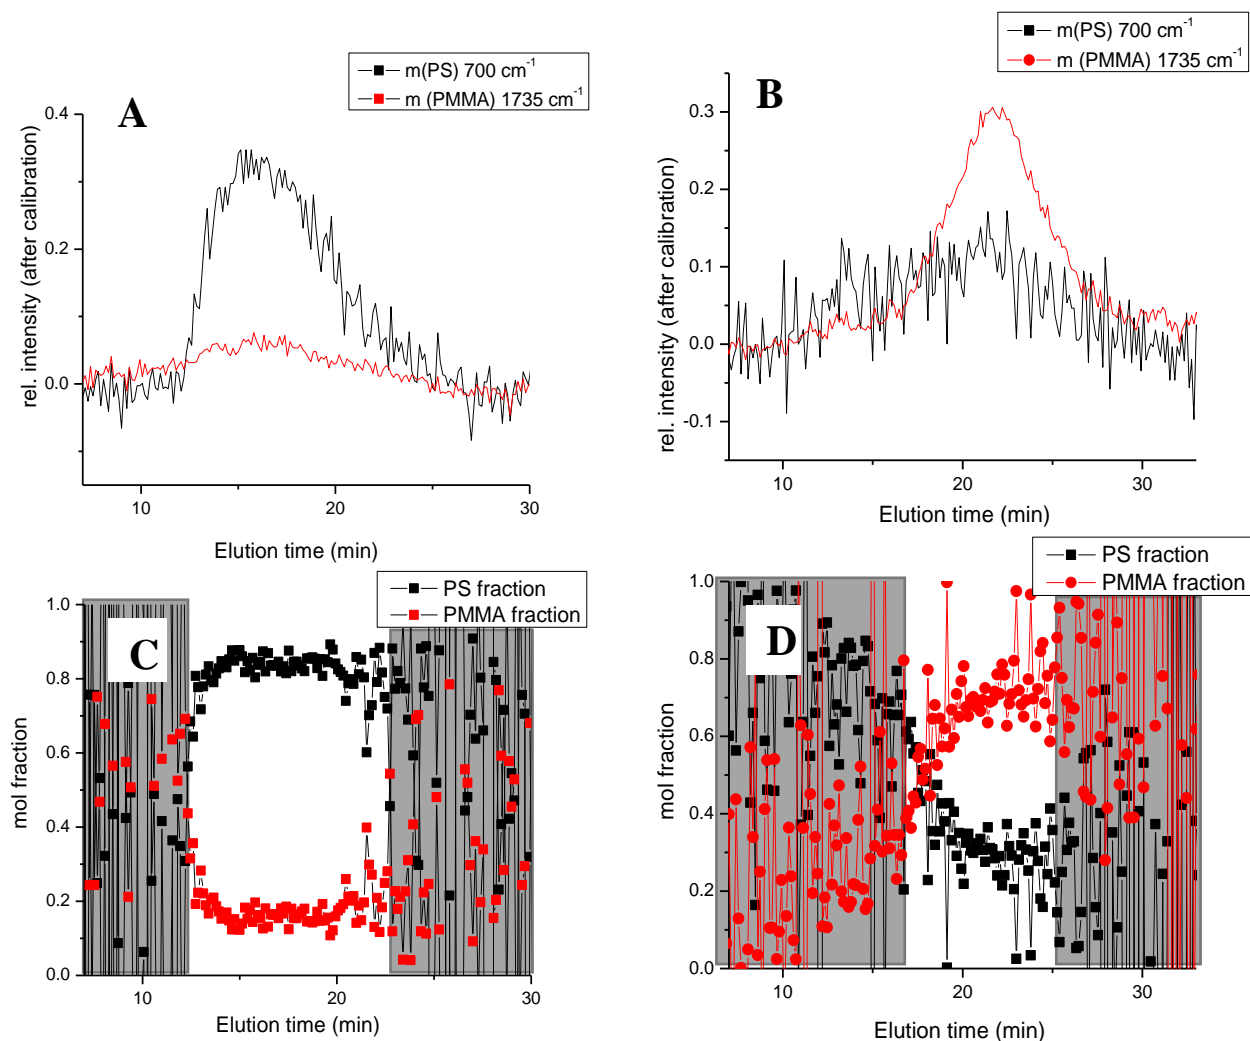 m(PS) 700 cm⁻¹
m (PMMA) 1735 cm⁻¹
A
0.4
0.2
0.0
rel. intensity (after calibration)
10
20
30
Elution time (min)
m(PS) 700 cm⁻¹
m (PMMA) 1735 cm⁻¹
B
0.3
0.2
0.1
0.0
-0.1
rel. intensity (after calibration)
10
20
30
Elution time (min)
PS fraction
PMMA fraction
C
1.0
0.8
0.6
0.4
0.2
0.0
mol fraction
10
20
30
Elution time (min)
PS fraction
PMMA fraction
D
1.0
0.8
0.6
0.4
0.2
0.0
mol fraction
10
20
30
Elution time (min)